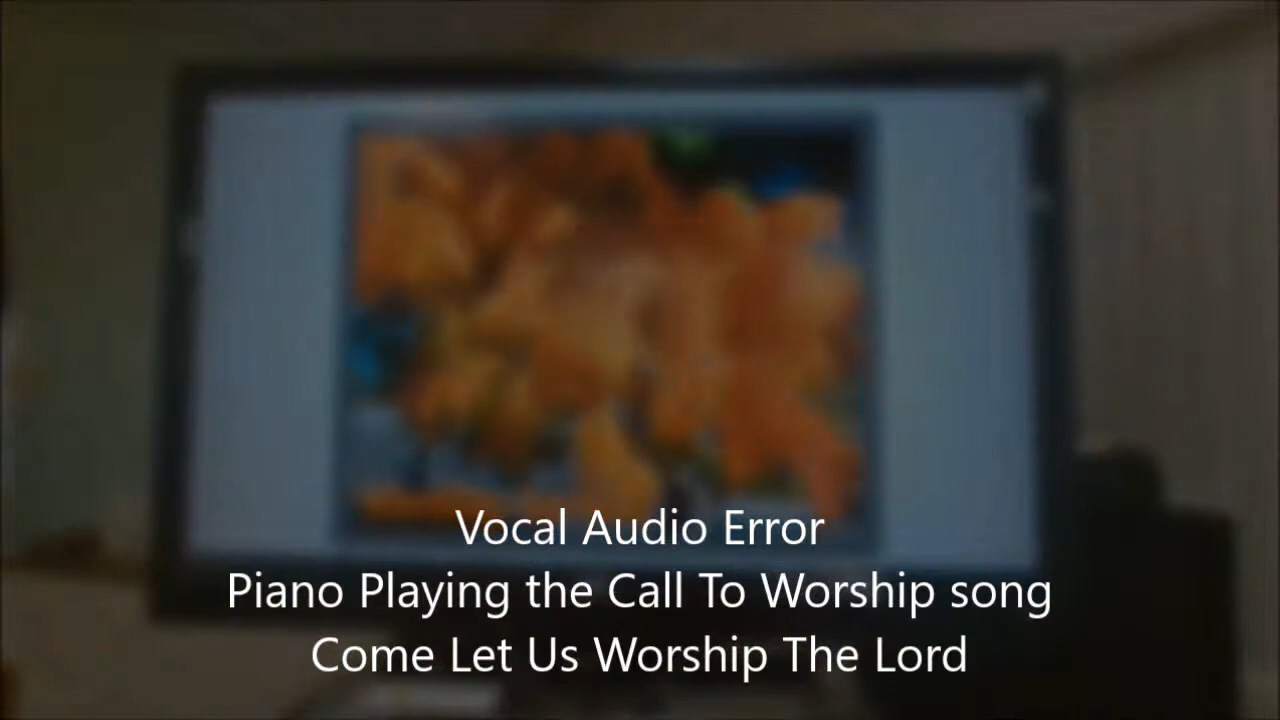 Vocal Audio Error
Piano Playing the Call To Worship song
Come Let Us Worship The Lord